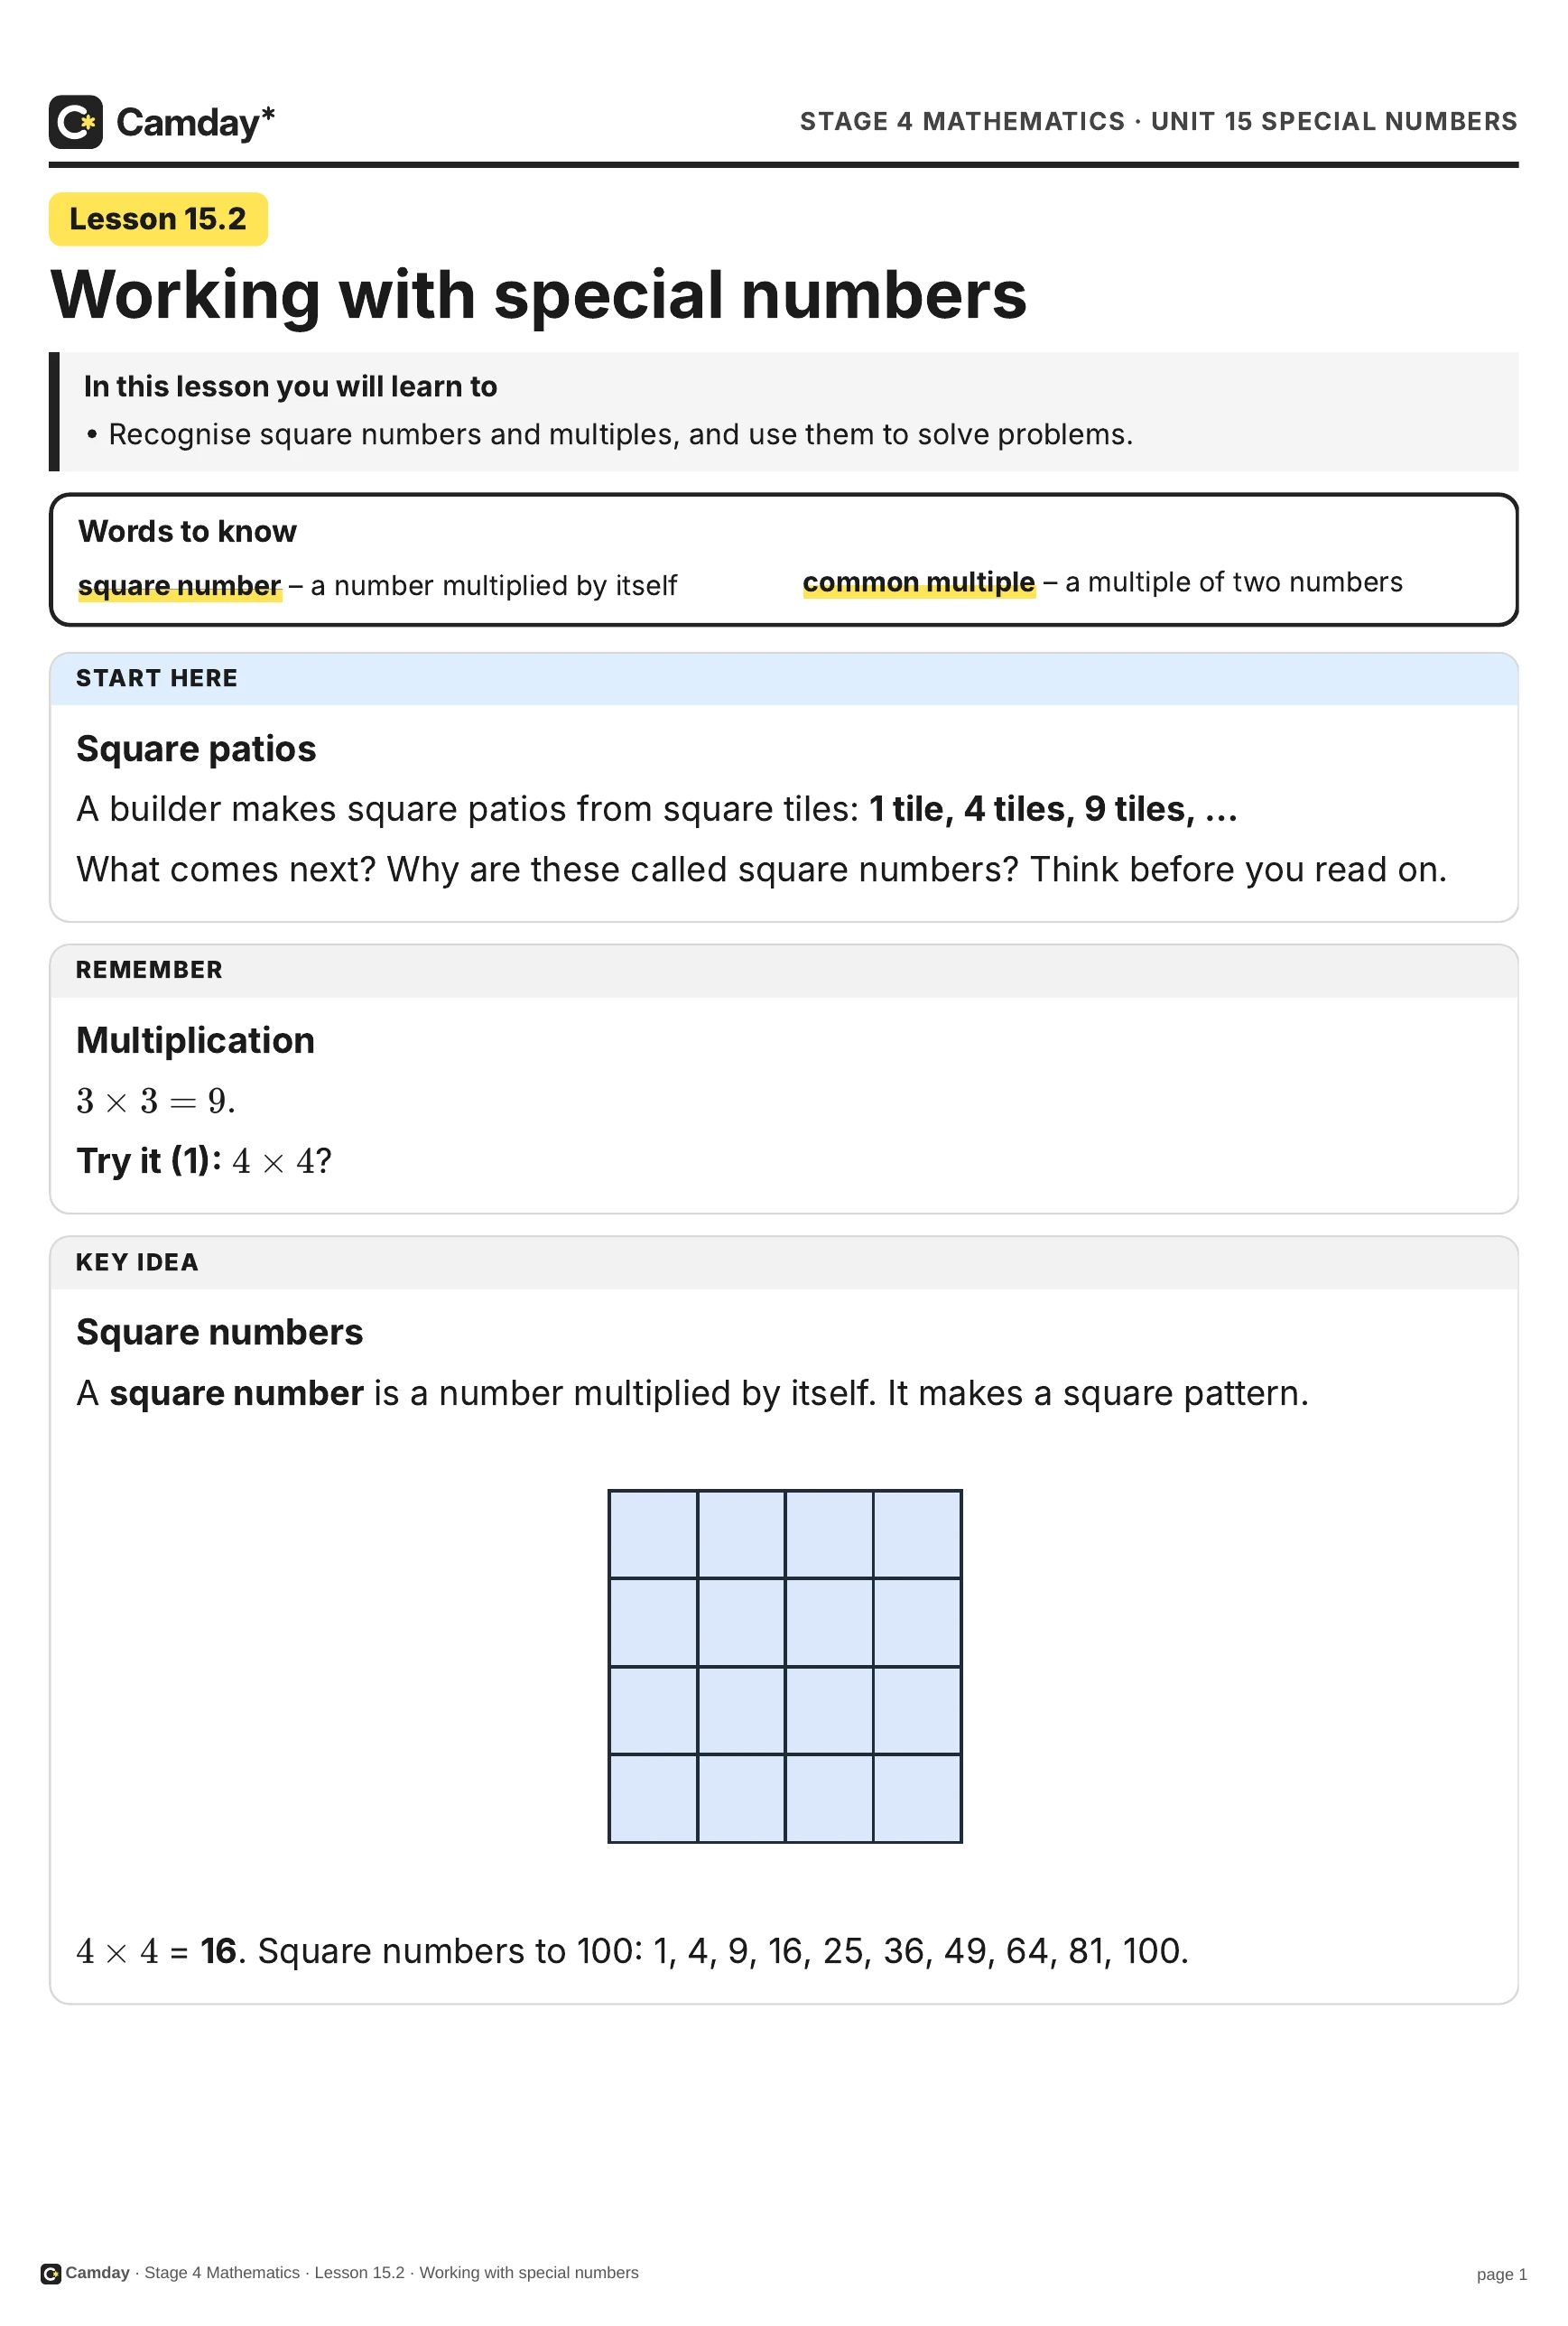 Camday*
STAGE 4 MATHEMATICS · UNIT 15 SPECIAL NUMBERS
Lesson 15.2
Working with special numbers
In this lesson you will learn to
• Recognise square numbers and multiples, and use them to solve problems.
Words to know
square number – a number multiplied by itself
common multiple – a multiple of two numbers
START HERE
Square patios
A builder makes square patios from square tiles: 1 tile, 4 tiles, 9 tiles, …
What comes next? Why are these called square numbers? Think before you read on.
REMEMBER
Multiplication
3 × 3 = 9.
Try it (1): 4 × 4?
KEY IDEA
Square numbers
A square number is a number multiplied by itself. It makes a square pattern.
4 × 4 = 16. Square numbers to 100: 1, 4, 9, 16, 25, 36, 49, 64, 81, 100.
Camday · Stage 4 Mathematics · Lesson 15.2 · Working with special numbers
page 1